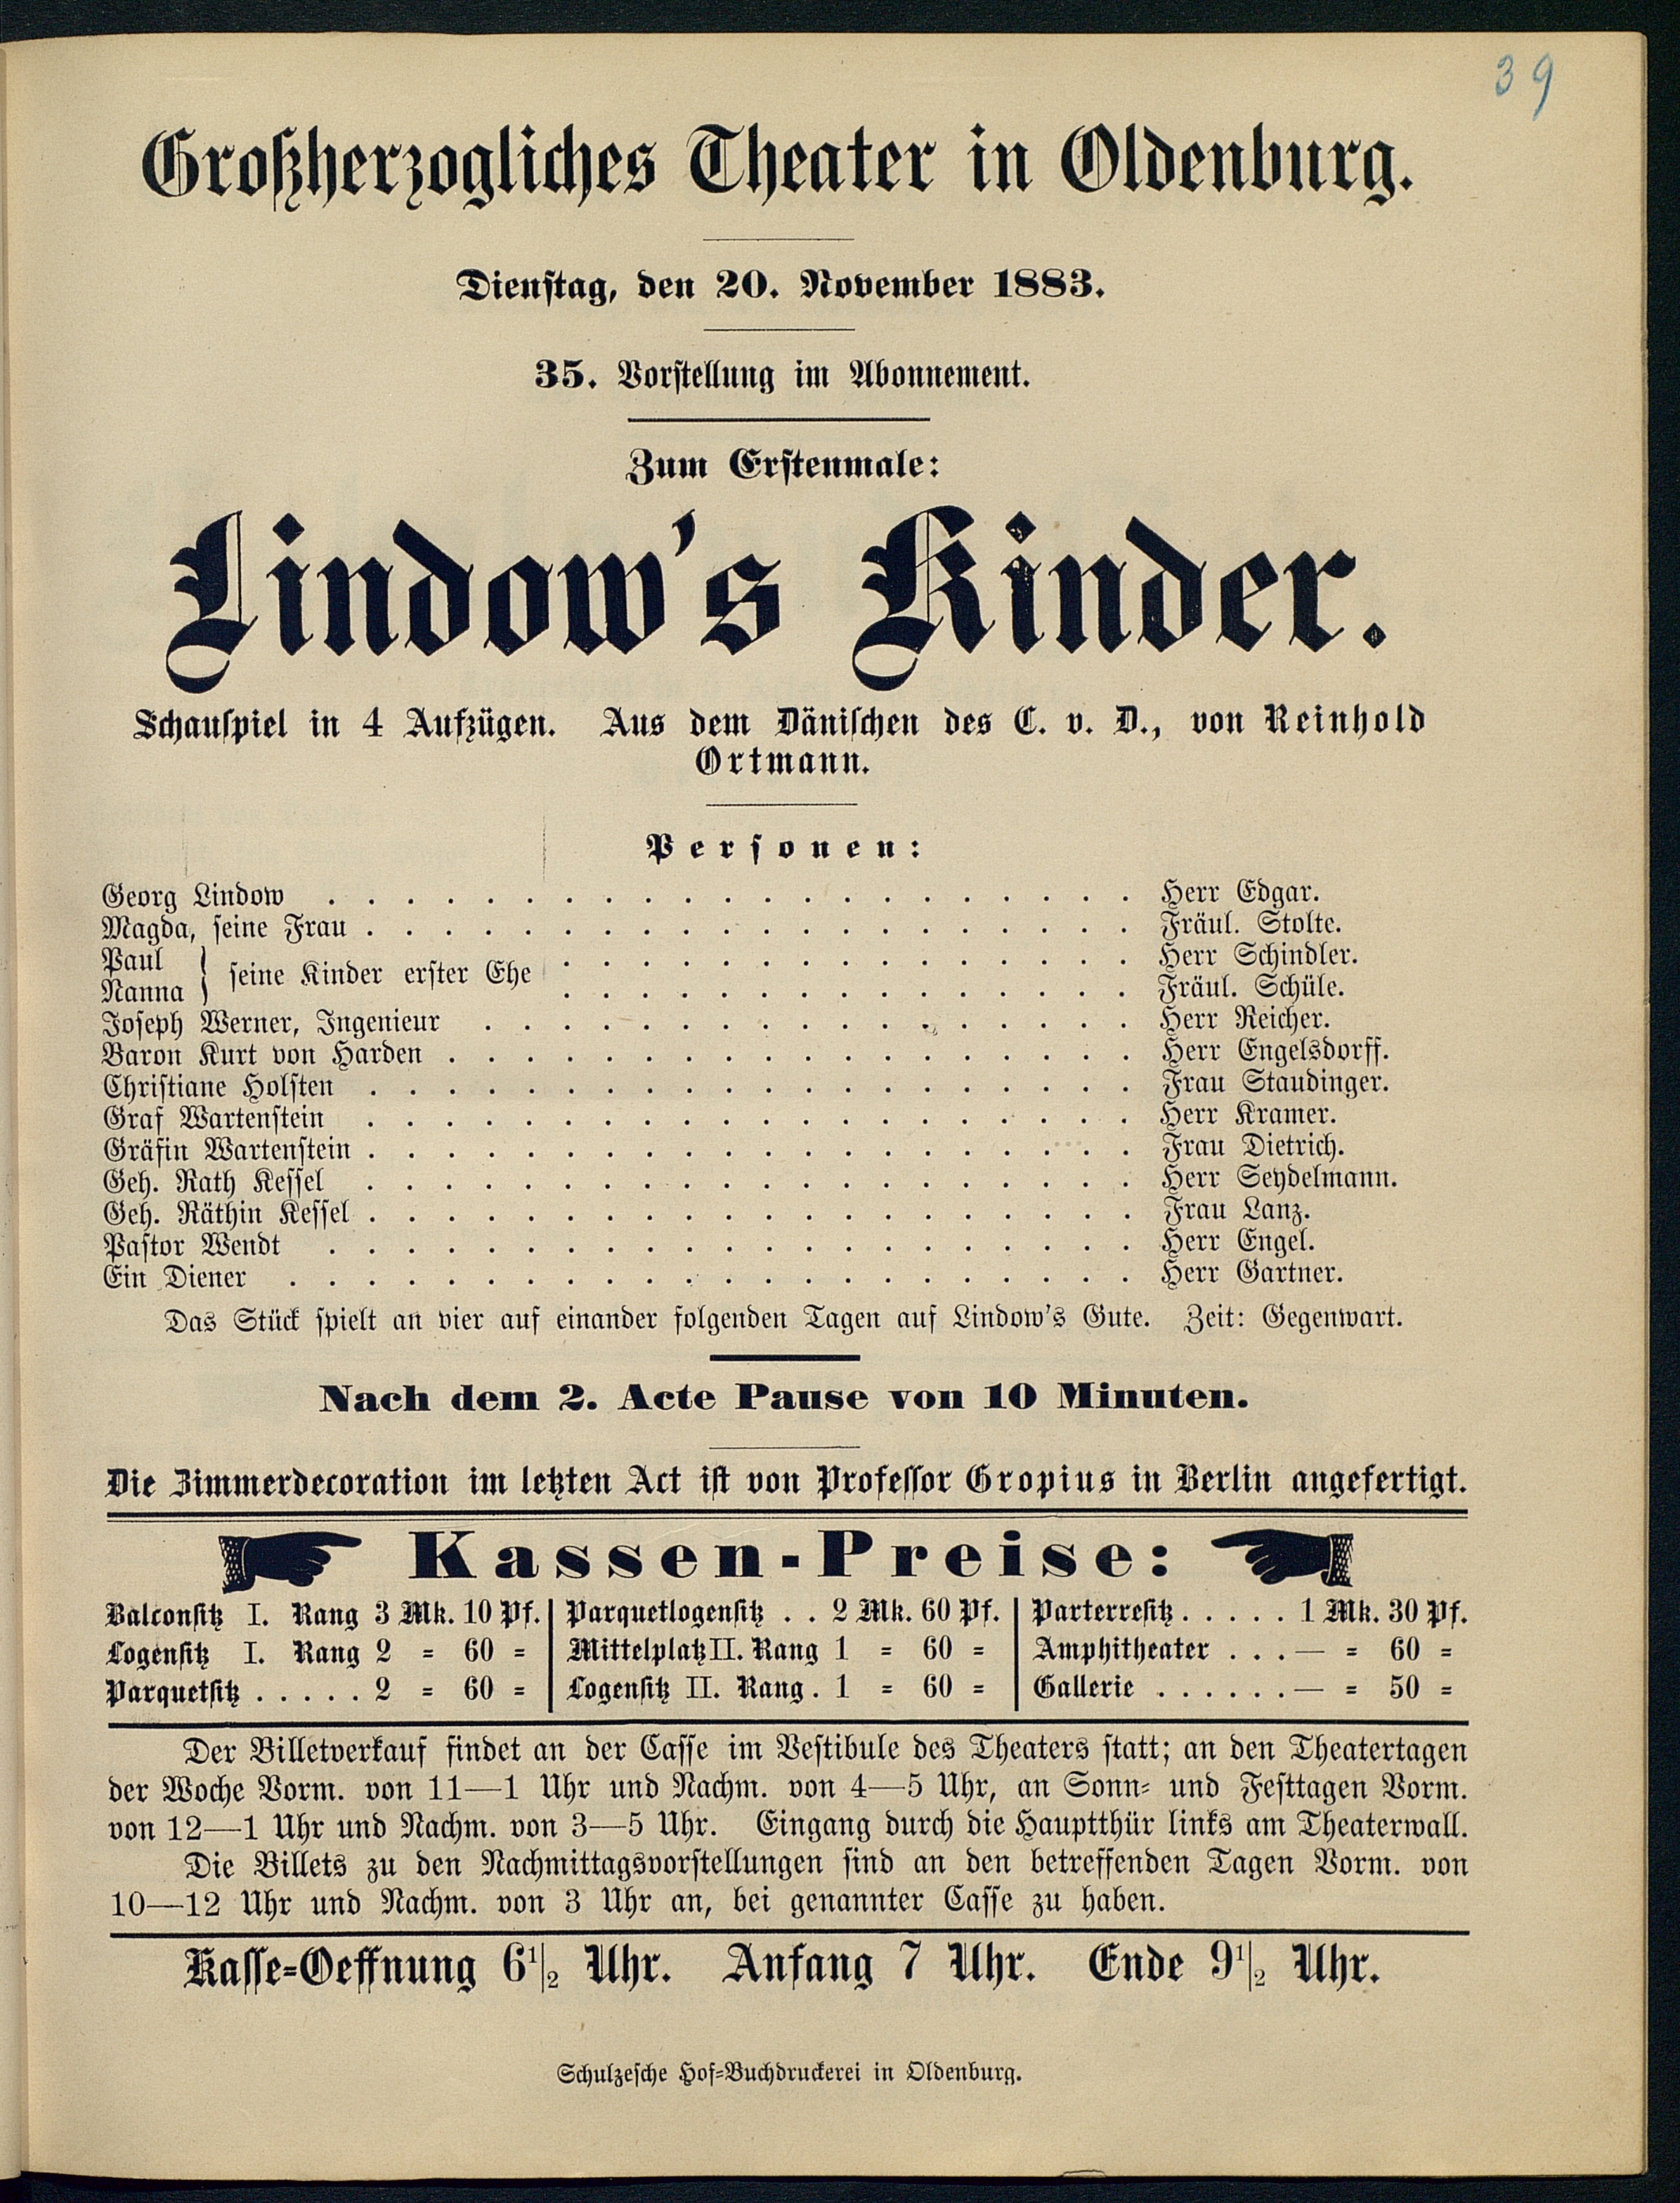 39
Großherzogliches Theater in Oldenburg.
Dienstag, den 20. November 1883.
35. Vorstellung im Abonnement.
Zum Erstenmale:
Lindow's Kinder.
Schauspiel in 4 Aufzügen. Aus dem Dänischen des C. v. D., von Reinhold
Ortmann.
Personen:
Georg Lindow . . . . . . . . . . . . . . . . . . . . . Herr Edgar.
Magda, seine Frau . . . . . . . . . . . . . . . . . . . . Fräul. Stolte.
Paul } seine Kinder erster Ehe . . . . . . . . . . . . . . . Herr Schindler.
Nanna } . . . . . . . . . . . . . . . Fräul. Schüle.
Joseph Werner, Ingenieur . . . . . . . . . . . . . . . . . Herr Reicher.
Baron Kurt von Harden . . . . . . . . . . . . . . . . . . Herr Engelsdorff.
Christiane Holsten . . . . . . . . . . . . . . . . . . . . Frau Staudinger.
Graf Wartenstein . . . . . . . . . . . . . . . . . . . . Herr Kramer.
Gräfin Wartenstein . . . . . . . . . . . . . . . . . . . . Frau Dietrich.
Geh. Rath Kessel . . . . . . . . . . . . . . . . . . . . Herr Seydelmann.
Geh. Räthin Kessel . . . . . . . . . . . . . . . . . . . . Frau Lanz.
Pastor Wendt . . . . . . . . . . . . . . . . . . . . . Herr Engel.
Ein Diener . . . . . . . . . . . . . . . . . . . . . . Herr Gartner.
Das Stück spielt an vier auf einander folgenden Tagen auf Lindow's Gute. Zeit: Gegenwart.
Nach dem 2. Acte Pause von 10 Minuten.
Die Zimmerdecoration im letzten Act ist von Professor Gropius in Berlin angefertigt.
Kassen-Preise:
Balconsitz I. Rang 3 Mk. 10 Pf. | Parquetlogensitz . . 2 Mk. 60 Pf. | Parterresitz . . . . . 1 Mk. 30 Pf.
Logensitz I. Rang 2 = 60 = | Mittelplatz II. Rang 1 = 60 = | Amphitheater . . . — = 60 =
Parquetsitz . . . . . 2 = 60 = | Logensitz II. Rang . 1 = 60 = | Gallerie . . . . . . — = 50 =
Der Billetverkauf findet an der Casse im Vestibule des Theaters statt; an den Theatertagen
der Woche Vorm. von 11—1 Uhr und Nachm. von 4—5 Uhr, an Sonn= und Festtagen Vorm.
von 12—1 Uhr und Nachm. von 3—5 Uhr. Eingang durch die Hauptthür links am Theaterwall.
Die Billets zu den Nachmittagsvorstellungen sind an den betreffenden Tagen Vorm. von
10—12 Uhr und Nachm. von 3 Uhr an, bei genannter Casse zu haben.
Kasse=Oeffnung 6½ Uhr. Anfang 7 Uhr. Ende 9½ Uhr.
Schulzesche Hof=Buchdruckerei in Oldenburg.